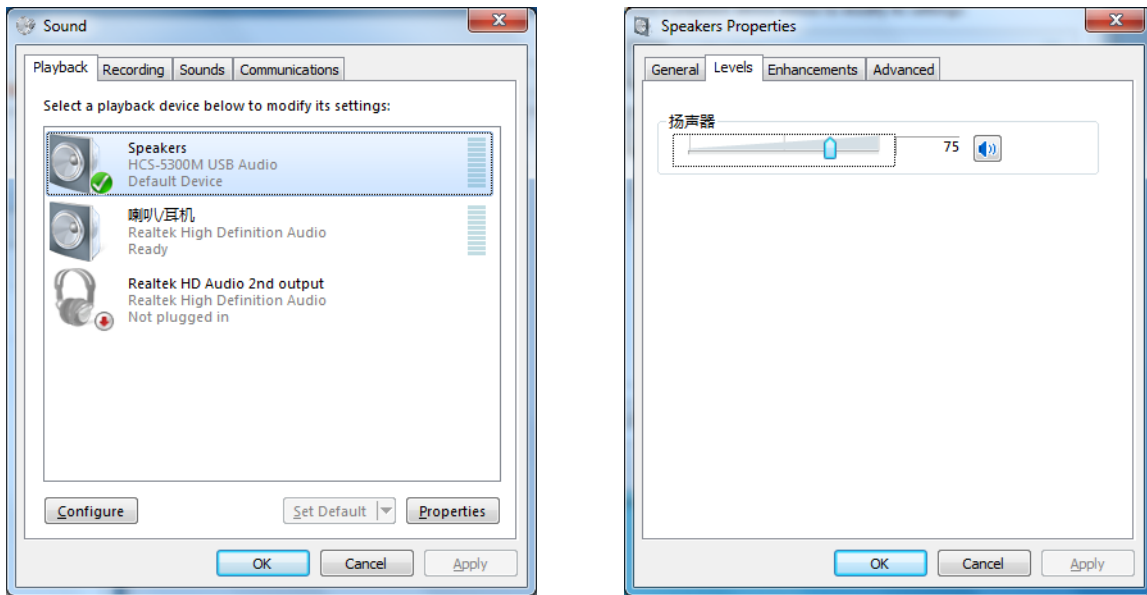 Sound
Playback
Recording
Sounds
Communications
Select a playback device below to modify its settings:
Speakers
HCS-5300M USB Audio
Default Device
喇叭/耳机
Realtek High Definition Audio
Ready
Realtek HD Audio 2nd output
Realtek High Definition Audio
Not plugged in
Configure
Set Default
Properties
OK
Cancel
Apply
Speakers Properties
General
Levels
Enhancements
Advanced
扬声器
75
OK
Cancel
Apply